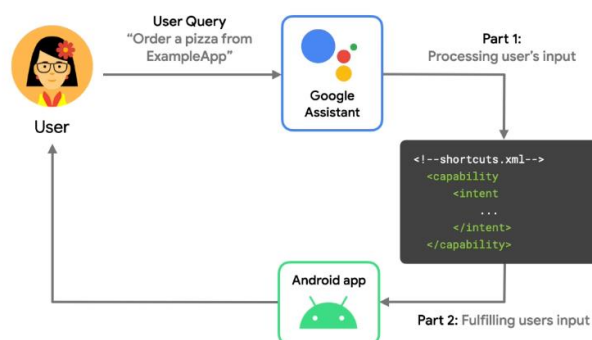 User Query
“Order a pizza from
ExampleApp”
Part 1:
Processing user’s input
Google
Assistant
User
<!--shortcuts.xml-->
<capability
<intent
...
</intent>
</capability>
Android app
Part 2: Fulfilling users input